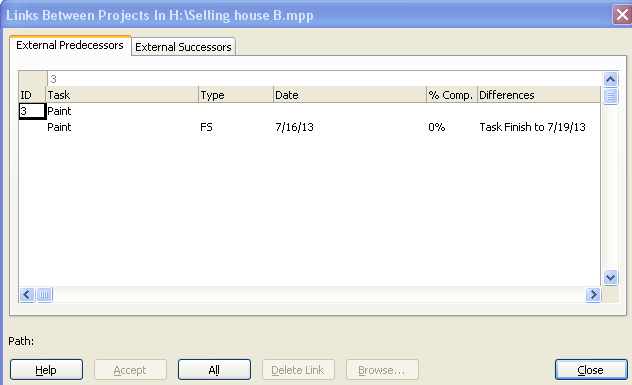 Links Between Projects In H:\Selling house B.mpp
External Predecessors External Successors
3
ID Task Type Date % Comp. Differences
3 Paint
Paint FS 7/16/13 0% Task Finish to 7/19/13
Path:
Help Accept All Delete Link Browse... Close